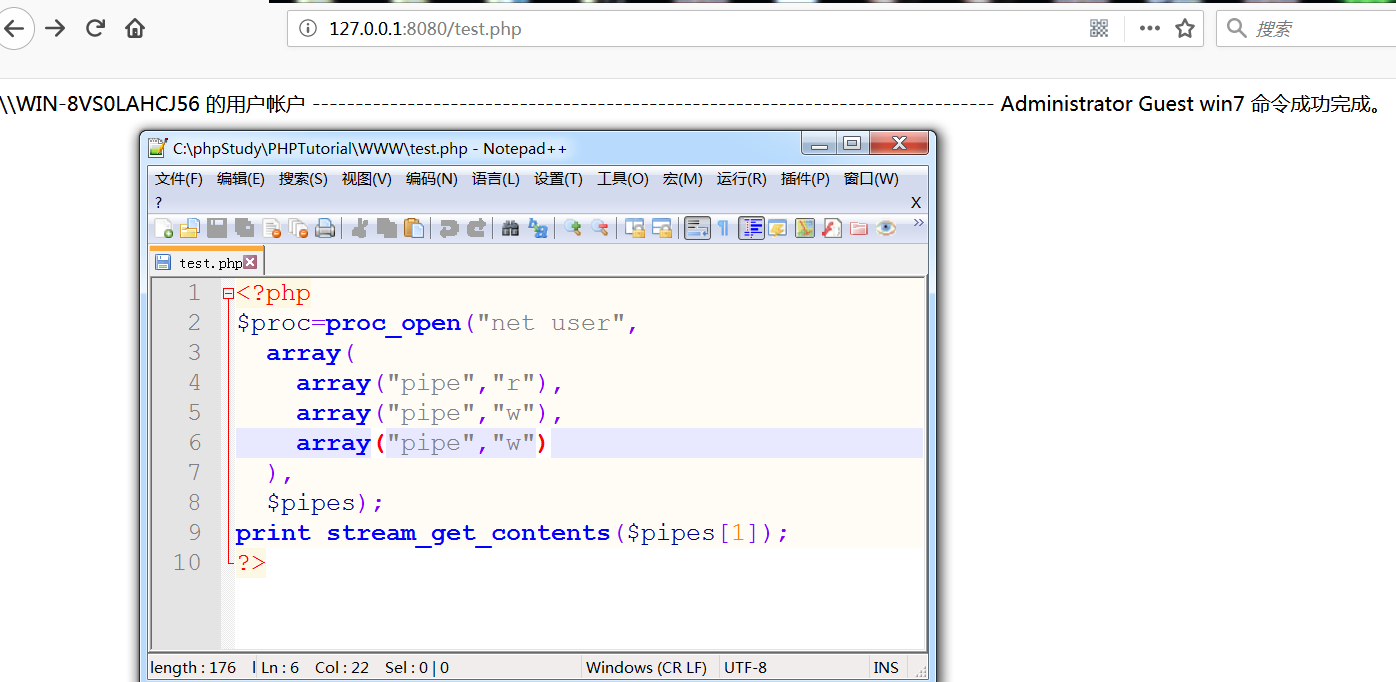 127.0.0.1:8080/test.php
搜索
\\WIN-8VS0LAHCJ56 的用户帐户 ------------------------------------------------------------------------------- Administrator Guest win7 命令成功完成。
C:\phpStudy\PHPTutorial\WWW\test.php - Notepad++
文件(F) 编辑(E) 搜索(S) 视图(V) 编码(N) 语言(L) 设置(T) 工具(O) 宏(M) 运行(R) 插件(P) 窗口(W)
? X
test.php
1 <?php
2 $proc=proc_open("net user",
3 array(
4 array("pipe","r"),
5 array("pipe","w"),
6 array("pipe","w")
7 ),
8 $pipes);
9 print stream_get_contents($pipes[1]);
10 ?>
length : 176 l Ln : 6 Col : 22 Sel : 0 | 0 Windows (CR LF) UTF-8 INS